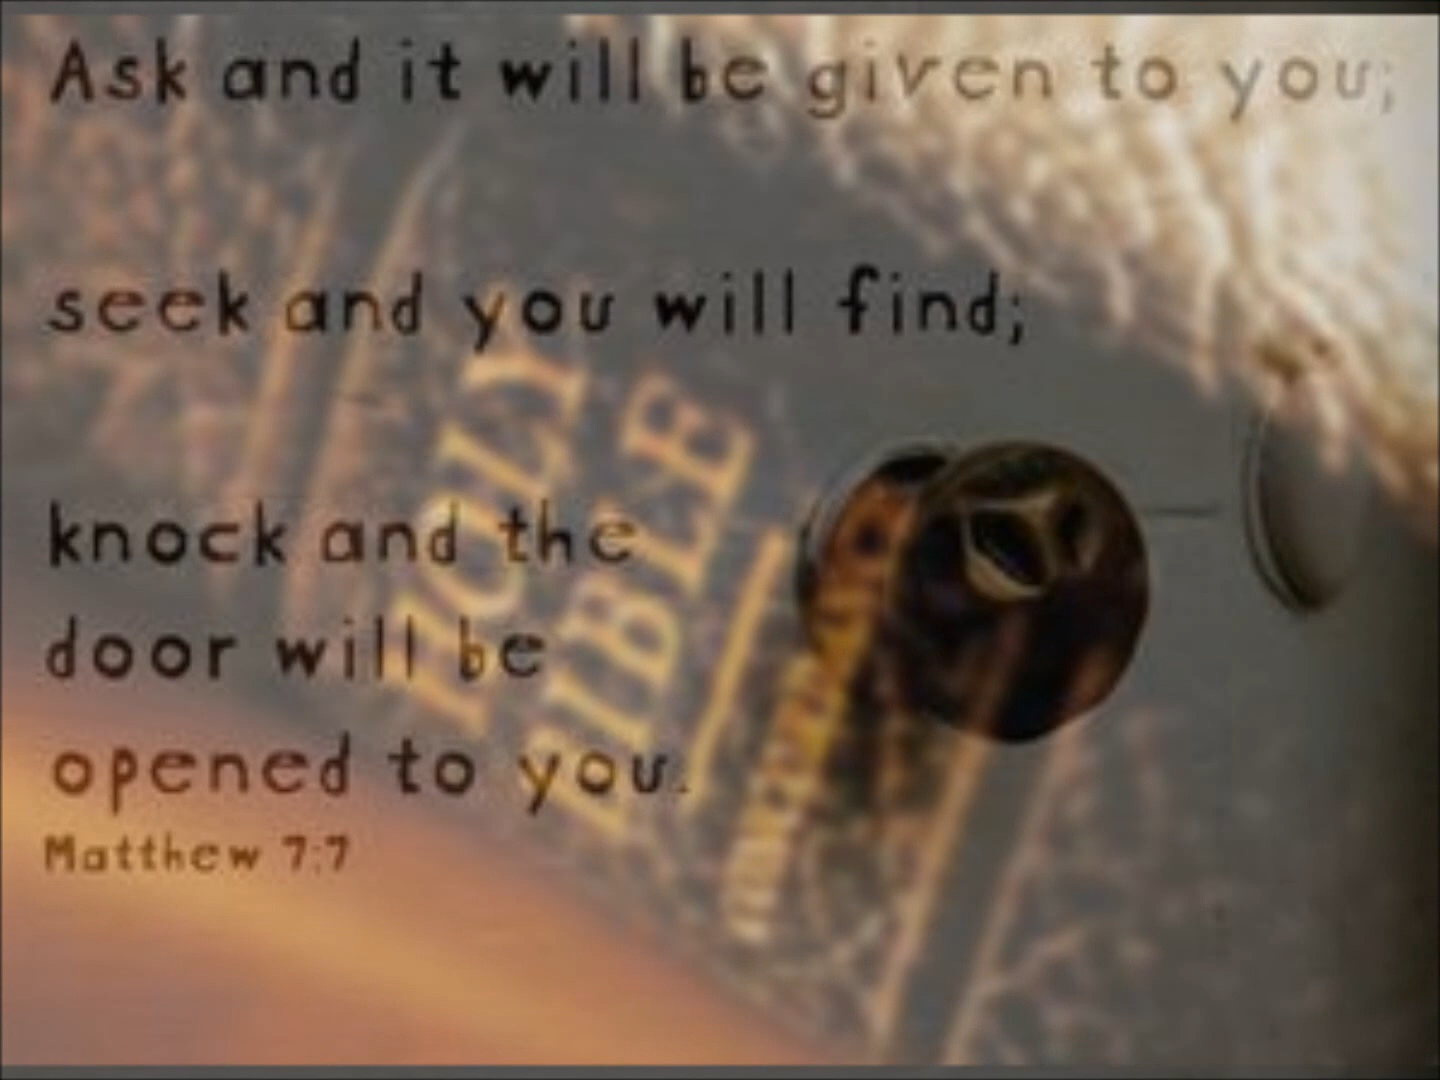 Ask and it will be given to you;
seek and you will find;
knock and the
door will be
opened to you.
Matthew 7:7
HOLY
BIBLE